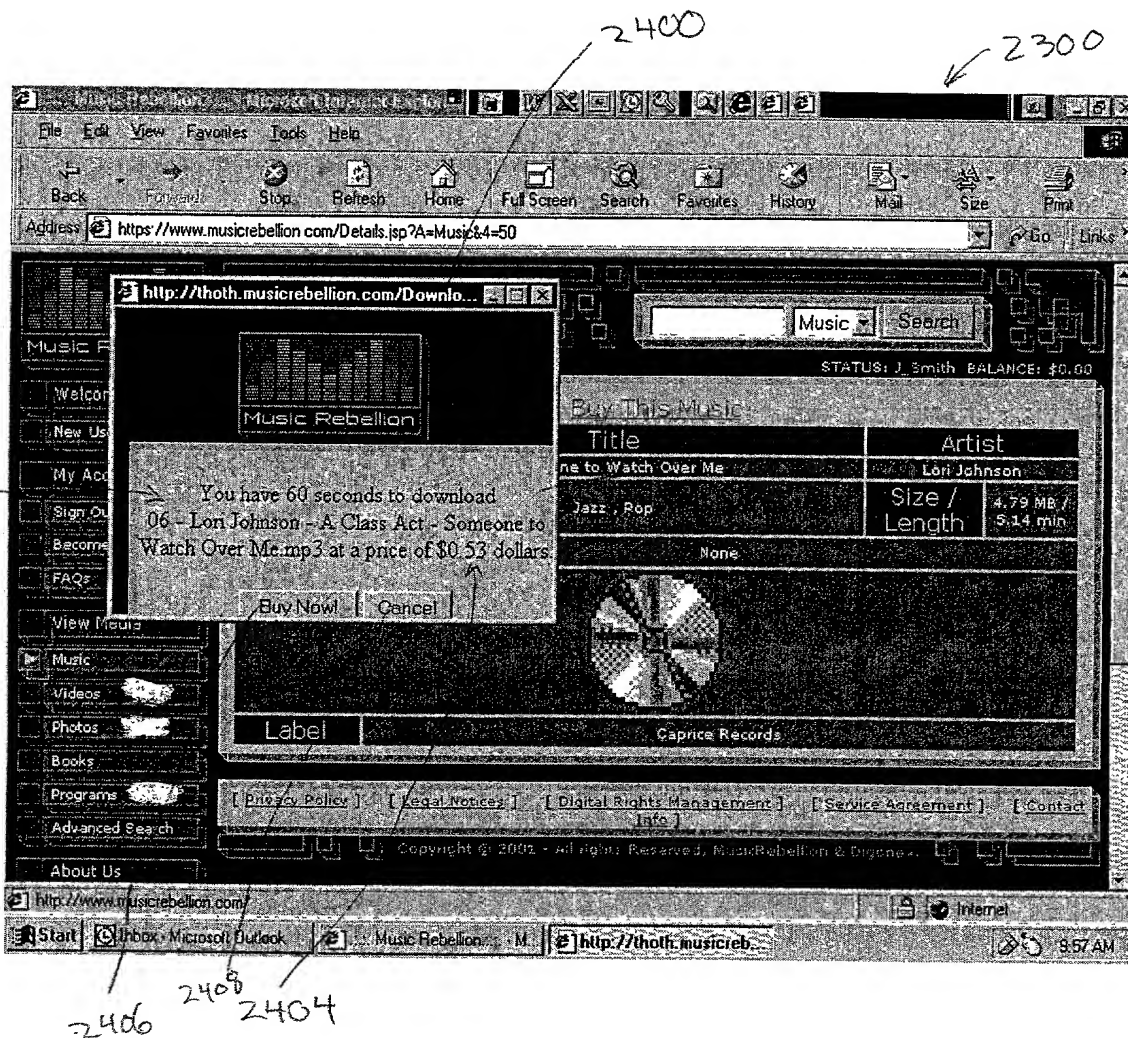 2400
2300
File Edit View Favorites Tools Help
Back Forward Stop Refresh Home Full Screen Search Favorites History Mail Size Print
Address https://www.musicrebellion.com/Details.jsp?A=Music&4=50 Go Links
http://thoth.musicrebellion.com/Downlo...
Music Search
STATUS: J_Smith BALANCE: $0.00
Music Rebellion
You have 60 seconds to download
06 - Lori Johnson - A Class Act - Someone to
Watch Over Me.mp3 at a price of $0.53 dollars.
Buy Now! Cancel
Music R
Welcom
New Us
My Acc
Sign Ou
Become
FAQs
View Media
Music
Videos
Photos
Books
Programs
Advanced Search
About Us
Buy This Music
Title Artist
ne to Watch Over Me Lori Johnson
Jazz , Pop Size / Length 4.79 MB / 5.14 min
None
Label Caprice Records
[ Privacy Policy ] [ Legal Notices ] [ Digital Rights Management ] [ Service Agreement ] [ Contact
Info ]
Copyright © 2001 - All rights Reserved, MusicRebellion &
http://www.musicrebellion.com/ Internet
Start Inbox - Microsoft Outlook Music Rebellion M http://thoth.musicreb... 9:57 AM
2406
2408
2404